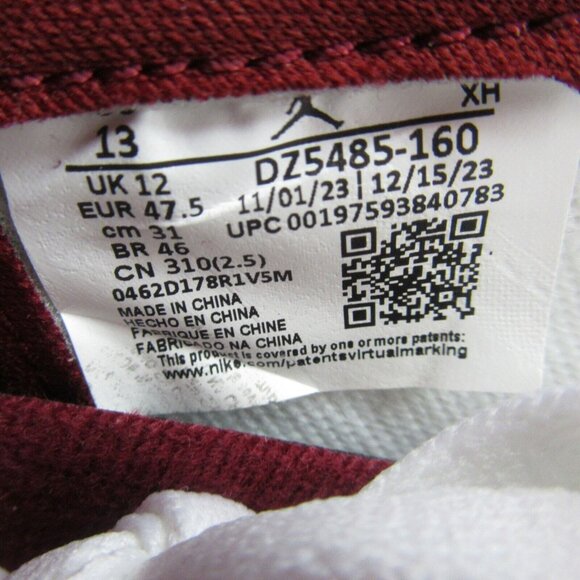 XH
13
DZ5485-160
UK 12
11/01/23 | 12/15/23
EUR 47.5
UPC 00197593840783
cm 31
BR 46
CN 310(2.5)
0462D178R1V5M
MADE IN CHINA
HECHO EN CHINA
FABRIQUE EN CHINE
FABRICADO NA CHINA
This product is covered by one or more patents:
www.nike.com/patentsvirtualmarking